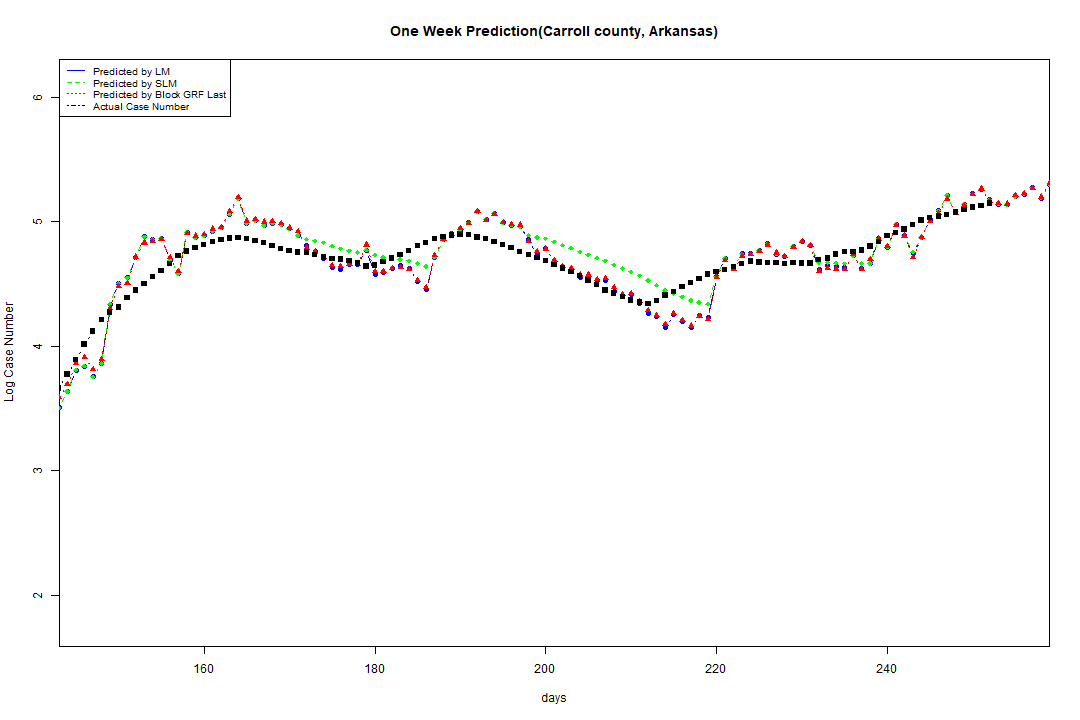 One Week Prediction(Carroll county, Arkansas)
Predicted by LM
Predicted by SLM
Predicted by Block GRF Last
Actual Case Number
6
5
4
3
2
Log Case Number
160 180 200 220 240
days